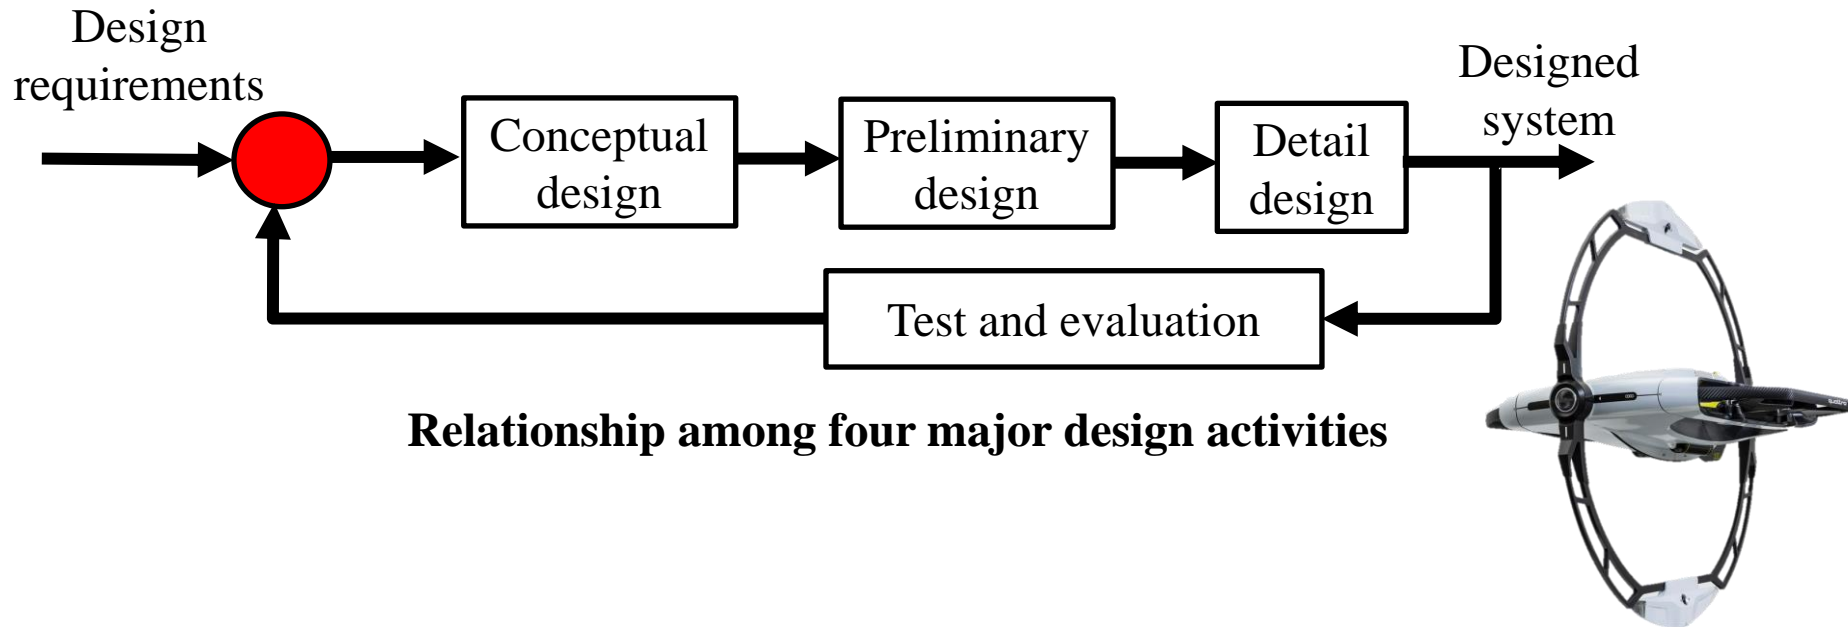 Design
requirements
Conceptual
design
Preliminary
design
Detail
design
Designed
system
Test and evaluation
Relationship among four major design activities